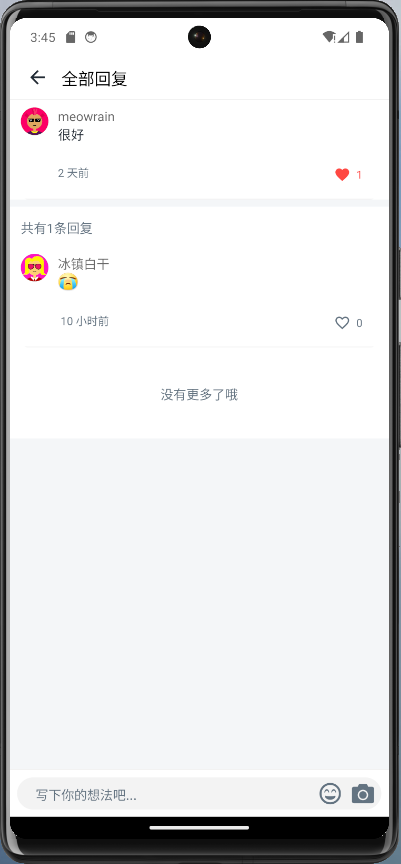 3:45
全部回复
meowrain
很好
2 天前
1
共有1条回复
冰镇白干
10 小时前
0
没有更多了哦
写下你的想法吧...